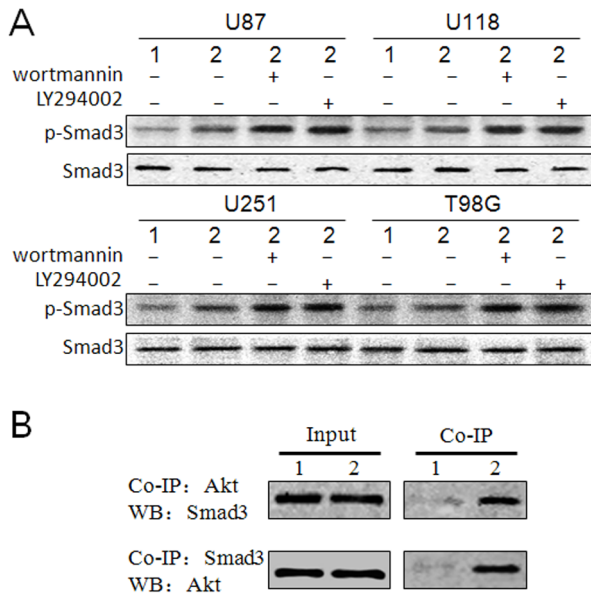 A
U87 U118
1 2 2 2 1 2 2 2
wortmannin – – + – – – + –
LY294002 – – – + – – – +
p-Smad3
Smad3
U251 T98G
1 2 2 2 1 2 2 2
wortmannin – – + – – – + –
LY294002 – – – + – – – +
p-Smad3
Smad3
B
Input Co-IP
1 2 1 2
Co-IP: Akt
WB: Smad3
Co-IP: Smad3
WB: Akt